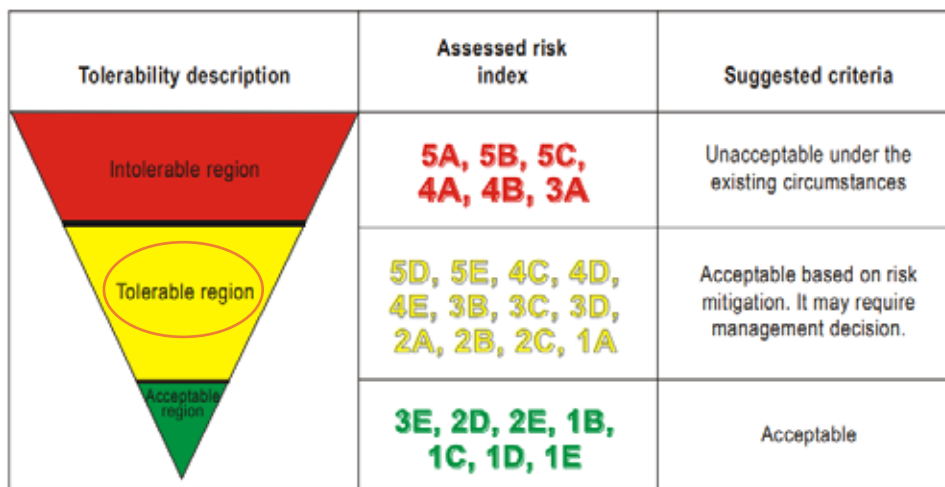 Tolerability description
Assessed risk
index
Suggested criteria
Intolerable region
5A, 5B, 5C,
4A, 4B, 3A
Unacceptable under the
existing circumstances
Tolerable region
5D, 5E, 4C, 4D,
4E, 3B, 3C, 3D,
2A, 2B, 2C, 1A
Acceptable based on risk
mitigation. It may require
management decision.
Acceptable
region
3E, 2D, 2E, 1B,
1C, 1D, 1E
Acceptable